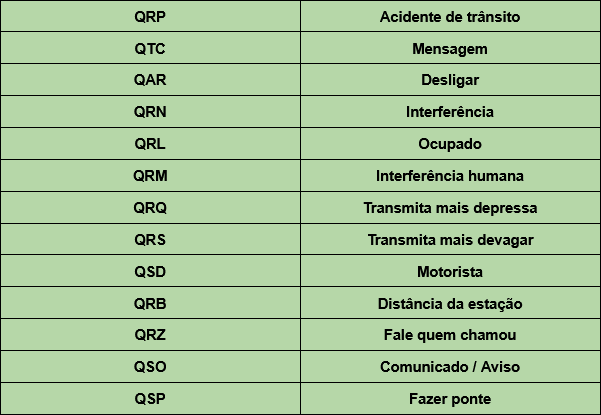 QRP Acidente de trânsito
QTC Mensagem
QAR Desligar
QRN Interferência
QRL Ocupado
QRM Interferência humana
QRQ Transmita mais depressa
QRS Transmita mais devagar
QSD Motorista
QRB Distância da estação
QRZ Fale quem chamou
QSO Comunicado / Aviso
QSP Fazer ponte